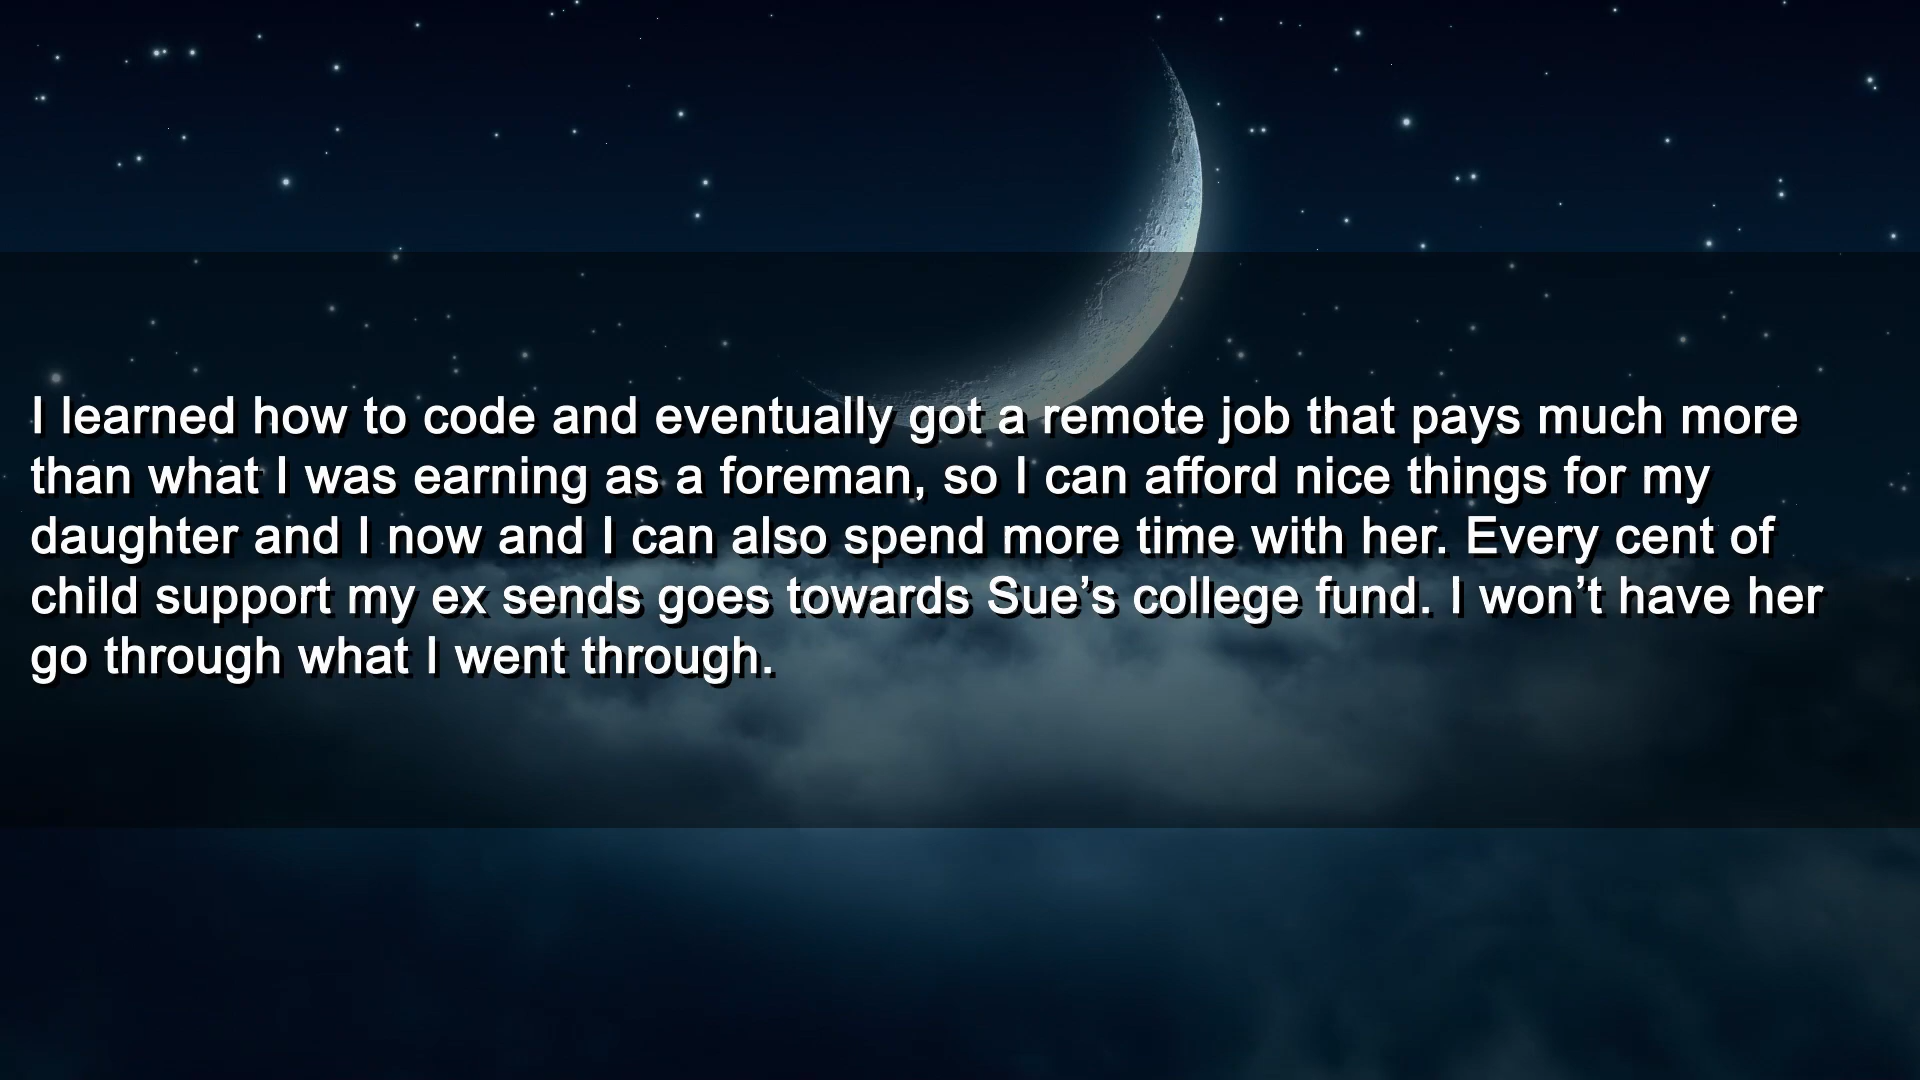 I learned how to code and eventually got a remote job that pays much more
than what I was earning as a foreman, so I can afford nice things for my
daughter and I now and I can also spend more time with her. Every cent of
child support my ex sends goes towards Sue’s college fund. I won’t have her
go through what I went through.